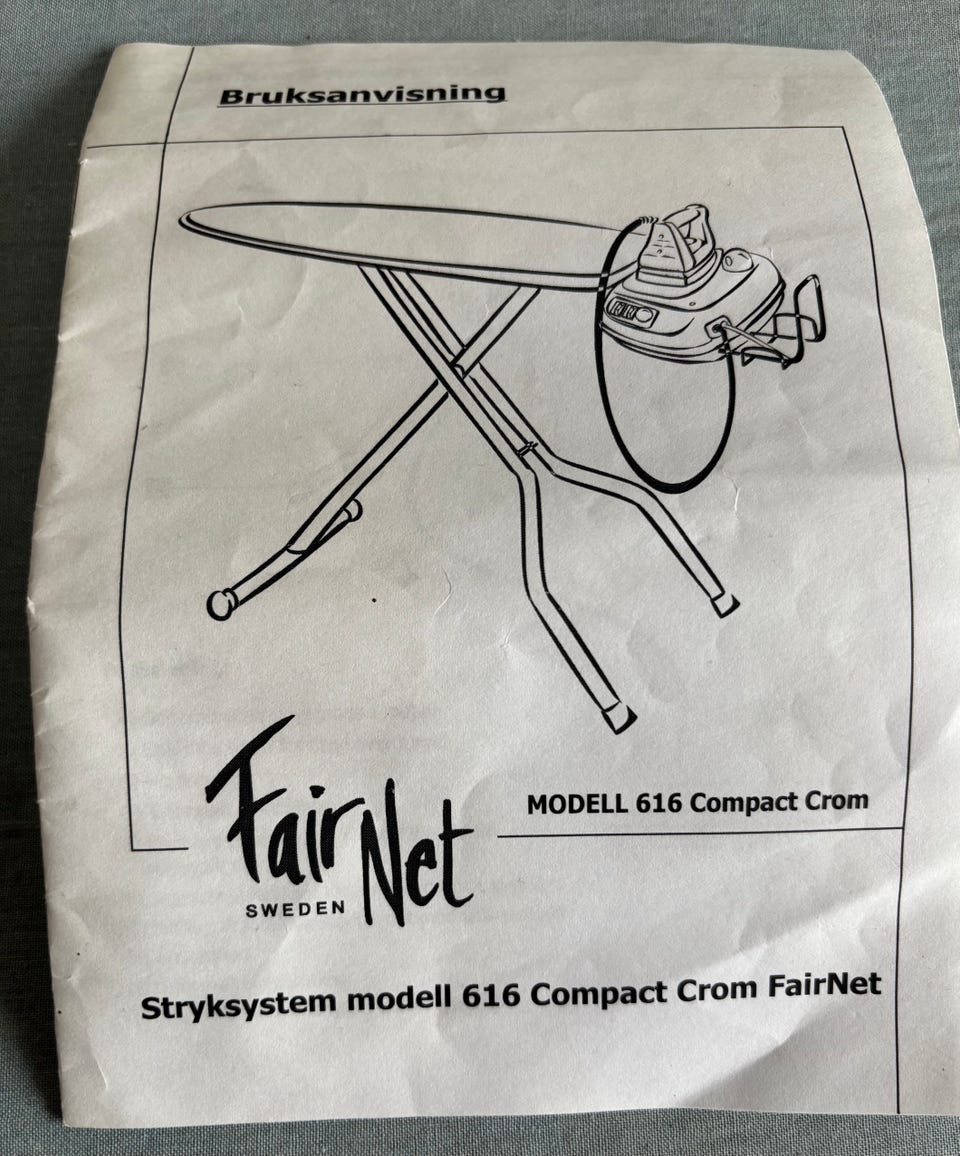 Bruksanvisning
Fair Net
SWEDEN
MODELL 616 Compact Crom
Stryksystem modell 616 Compact Crom FairNet